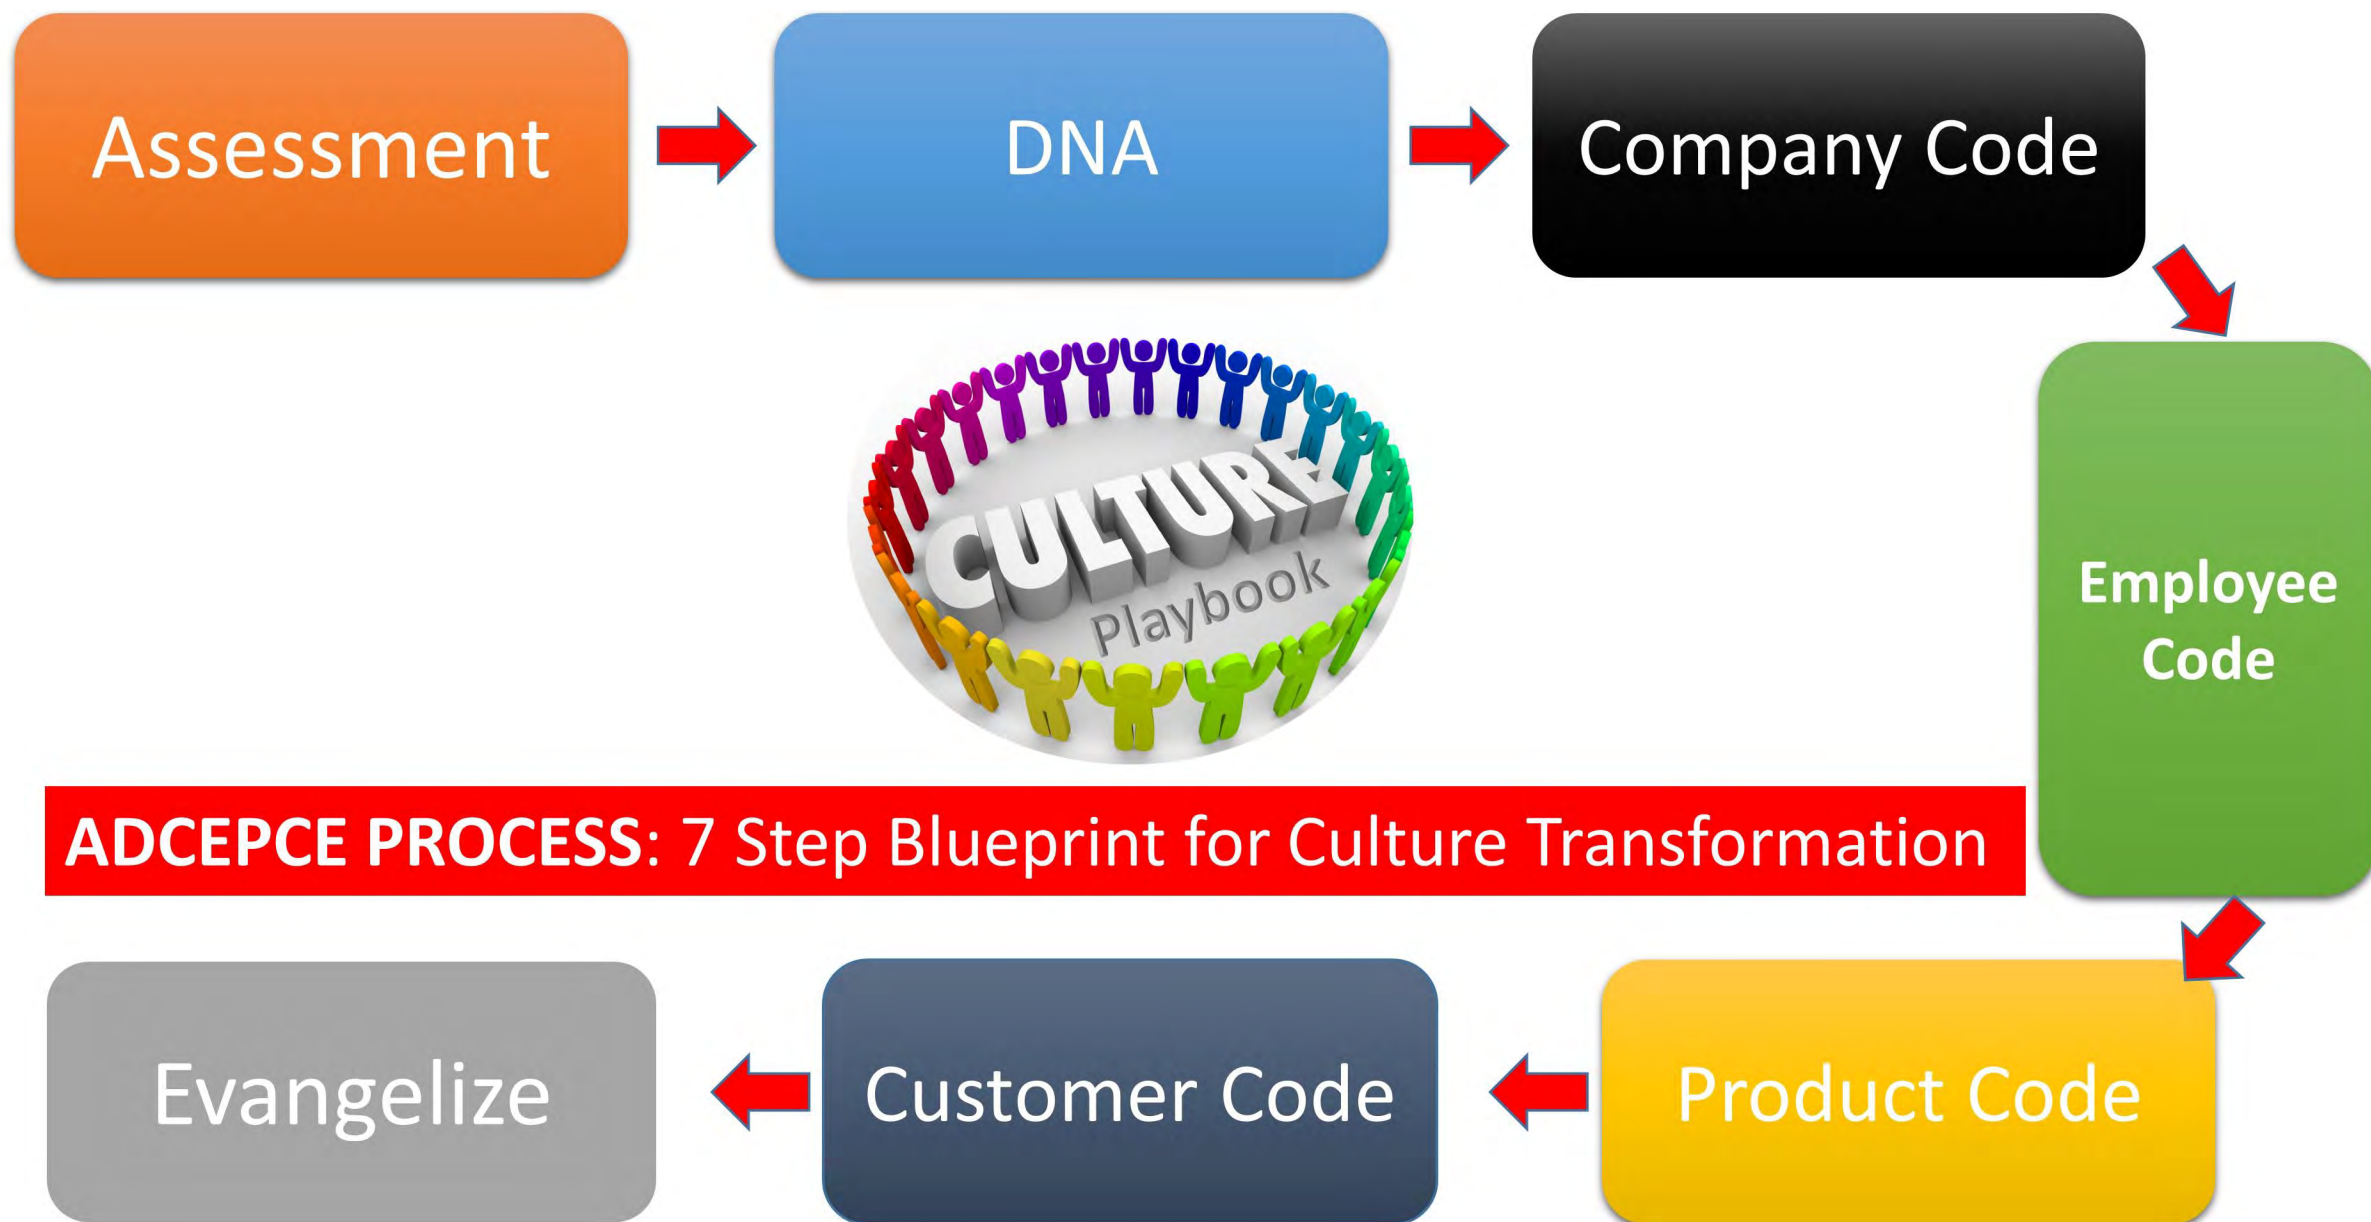 Assessment
DNA
Company Code
CULTURE
Playbook
Employee
Code
ADCEPCE PROCESS: 7 Step Blueprint for Culture Transformation
Product Code
Customer Code
Evangelize